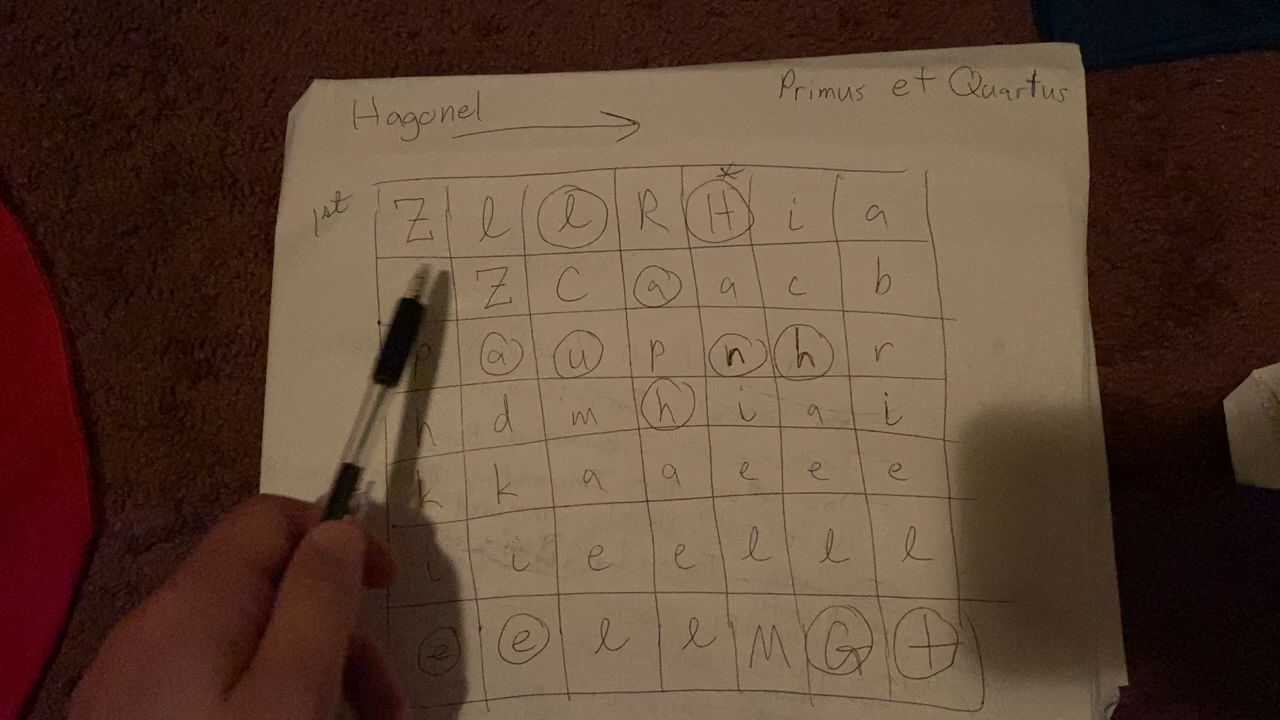 Hagonel → Primus et Quartus
1st Z l l R H i a
Z C a a c b
p a u p n h r
h d m h i a i
k k a a e e e
i i e e l l l
e e l l M G +